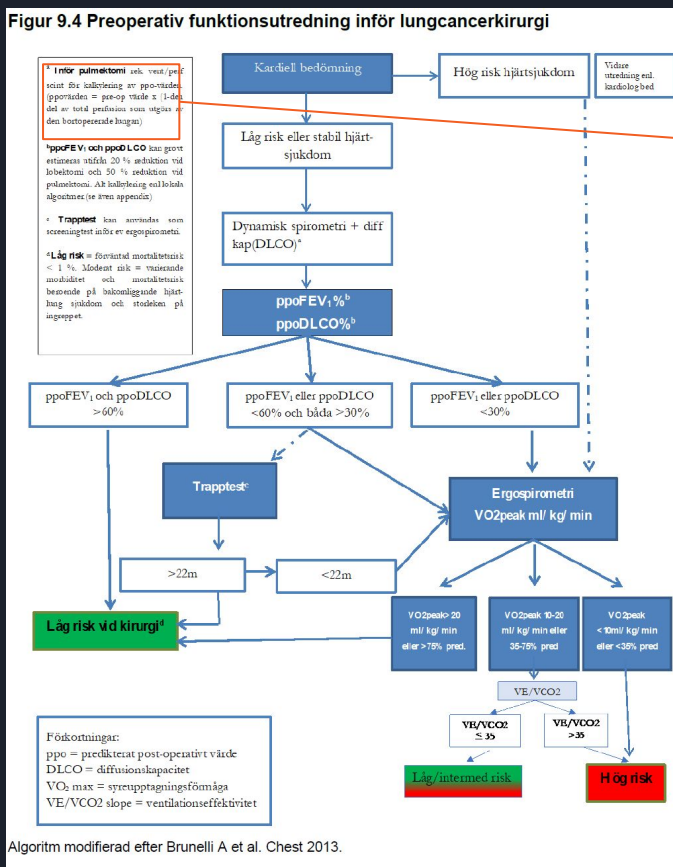 Figur 9.4 Preoperativ funktionsutredning inför lungcancerkirurgi
a Inför pulmektomi rek vent/perf
scint för kalkylering av ppo-värden
(ppovärden = pre-op värde x (1-den
del av total perfusion som utgörs av
den bortopererade lungan)
bppoFEV1 och ppoDLCO kan grovt
estimeras utifrån 20 % reduktion vid
lobektomi och 50 % reduktion vid
pulmektomi. Alt kalkylering enl lokala
algoritmer (se även appendix)
c Trapptest kan användas som
screeningtest inför ev ergospirometri.
d Låg risk = förväntad mortalitetsrisk
< 1 %. Moderat risk = varierande
morbiditet och mortalitetsrisk
beroende på bakomliggande hjärt-
lung sjukdom och storleken på
ingreppet.
Kardiell bedömning
Hög risk hjärtsjukdom
Vidare
utredning enl.
kardiolog bed
Låg risk eller stabil hjärt-
sjukdom
Dynamisk spirometri + diff
kap(DLCO)a
ppoFEV1%b
ppoDLCO%b
ppoFEV1 och ppoDLCO
>60%
ppoFEV1 eller ppoDLCO
<60% och båda >30%
ppoFEV1 eller ppoDLCO
<30%
Trapptestc
Ergospirometri
VO2peak ml/ kg/ min
>22m
<22m
Låg risk vid kirurgid
VO2peak> 20
ml/ kg/ min
eller >75% pred.
VO2peak 10-20
ml/ kg/ min eller
35-75% pred
VO2peak
<10ml/ kg/ min
eller <35% pred
VE/VCO2
VE/VCO2
≤ 35
VE/VCO2
>35
Låg/intermed risk
Hög risk
Förkortningar:
ppo = predikterat post-operativt värde
DLCO = diffusionskapacitet
VO2 max = syreupptagningsförmåga
VE/VCO2 slope = ventilationseffektivitet
Algoritm modifierad efter Brunelli A et al. Chest 2013.